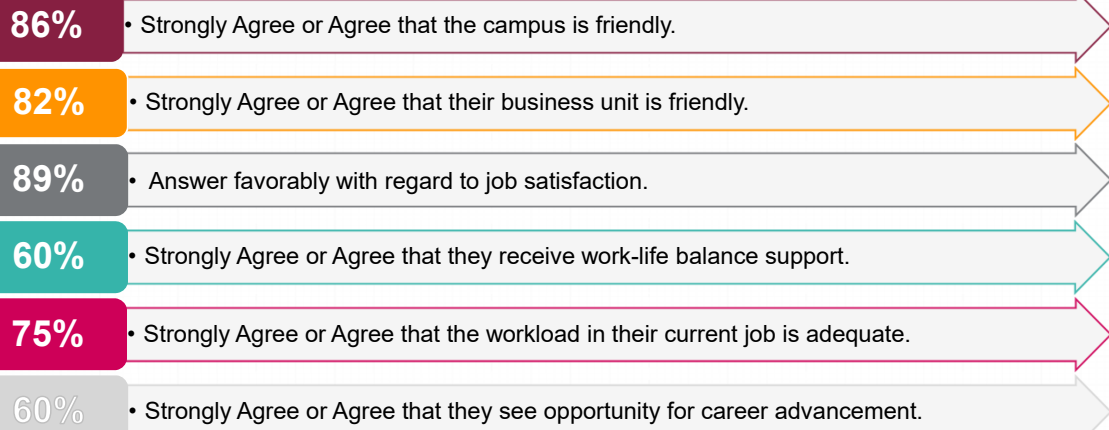 86% • Strongly Agree or Agree that the campus is friendly.
82% • Strongly Agree or Agree that their business unit is friendly.
89% • Answer favorably with regard to job satisfaction.
60% • Strongly Agree or Agree that they receive work-life balance support.
75% • Strongly Agree or Agree that the workload in their current job is adequate.
60% • Strongly Agree or Agree that they see opportunity for career advancement.